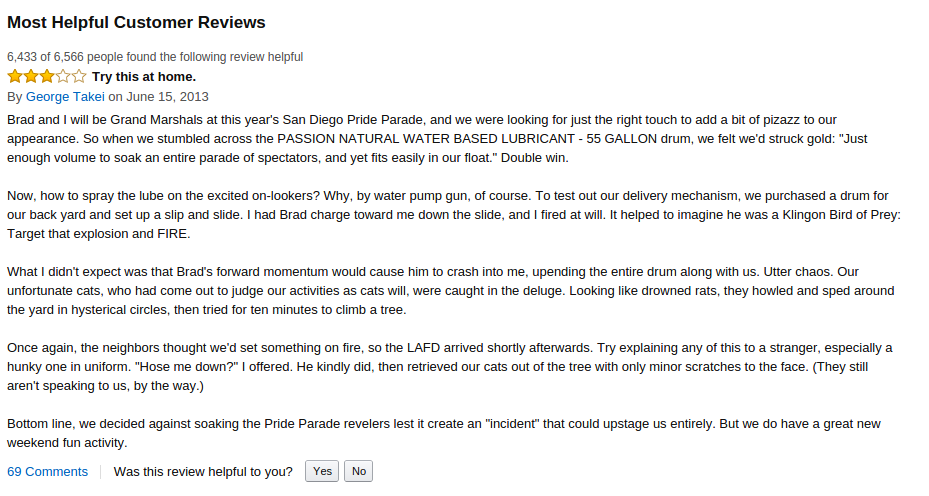 Most Helpful Customer Reviews
6,433 of 6,566 people found the following review helpful
Try this at home.
By George Takei on June 15, 2013
Brad and I will be Grand Marshals at this year's San Diego Pride Parade, and we were looking for just the right touch to add a bit of pizazz to our
appearance. So when we stumbled across the PASSION NATURAL WATER BASED LUBRICANT - 55 GALLON drum, we felt we'd struck gold: "Just
enough volume to soak an entire parade of spectators, and yet fits easily in our float." Double win.
Now, how to spray the lube on the excited on-lookers? Why, by water pump gun, of course. To test out our delivery mechanism, we purchased a drum for
our back yard and set up a slip and slide. I had Brad charge toward me down the slide, and I fired at will. It helped to imagine he was a Klingon Bird of Prey:
Target that explosion and FIRE.
What I didn't expect was that Brad's forward momentum would cause him to crash into me, upending the entire drum along with us. Utter chaos. Our
unfortunate cats, who had come out to judge our activities as cats will, were caught in the deluge. Looking like drowned rats, they howled and sped around
the yard in hysterical circles, then tried for ten minutes to climb a tree.
Once again, the neighbors thought we'd set something on fire, so the LAFD arrived shortly afterwards. Try explaining any of this to a stranger, especially a
hunky one in uniform. "Hose me down?" I offered. He kindly did, then retrieved our cats out of the tree with only minor scratches to the face. (They still
aren't speaking to us, by the way.)
Bottom line, we decided against soaking the Pride Parade revelers lest it create an "incident" that could upstage us entirely. But we do have a great new
weekend fun activity.
69 Comments Was this review helpful to you? Yes No